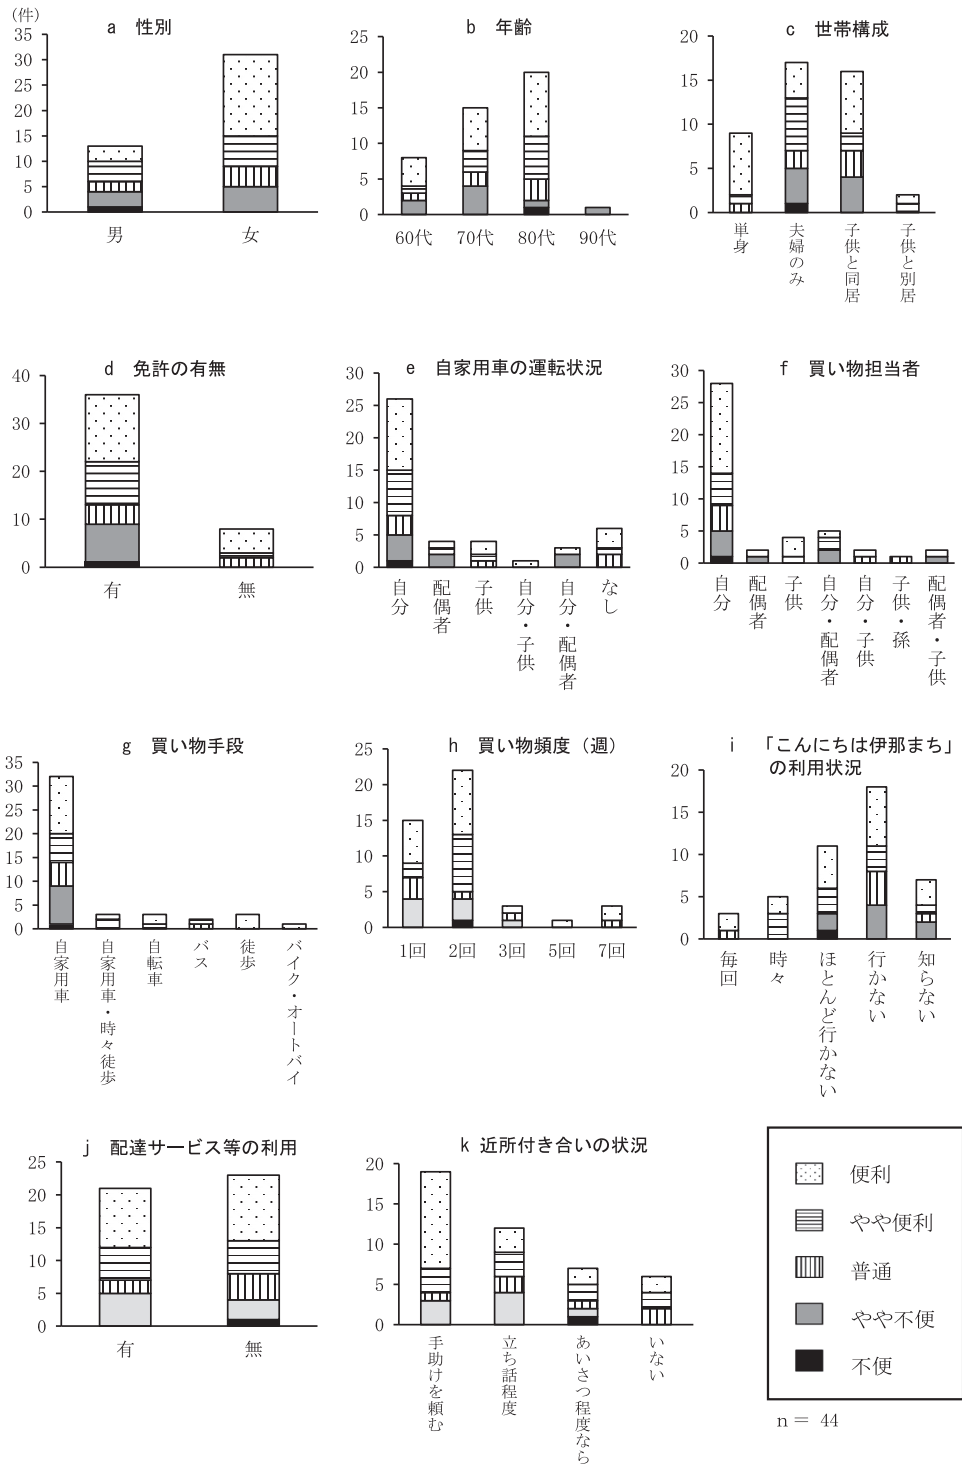 (件)
a 性別
35
30
25
20
15
10
5
0
男
女
b 年齢
25
20
15
10
5
0
60代
70代
80代
90代
c 世帯構成
20
15
10
5
0
単身
夫婦のみ
子供と同居
子供と別居
d 免許の有無
40
30
20
10
0
有
無
e 自家用車の運転状況
30
25
20
15
10
5
0
自分
配偶者
子供
自分・子供
自分・配偶者
なし
f 買い物担当者
30
25
20
15
10
5
0
自分
配偶者
子供
自分・配偶者
自分・子供
子供・孫
配偶者・子供
g 買い物手段
35
30
25
20
15
10
5
0
自家用車
自家用車・時々徒歩
自転車
バス
徒歩
バイク・オートバイ
h 買い物頻度(週)
25
20
15
10
5
0
1回
2回
3回
5回
7回
i 「こんにちは伊那まち」
の利用状況
20
15
10
5
0
毎回
時々
ほとんど行かない
行かない
知らない
j 配達サービス等の利用
25
20
15
10
5
0
有
無
k 近所付き合いの状況
20
15
10
5
0
手助けを頼む
立ち話程度
あいさつ程度なら
いない
便利
やや便利
普通
やや不便
不便
n = 44